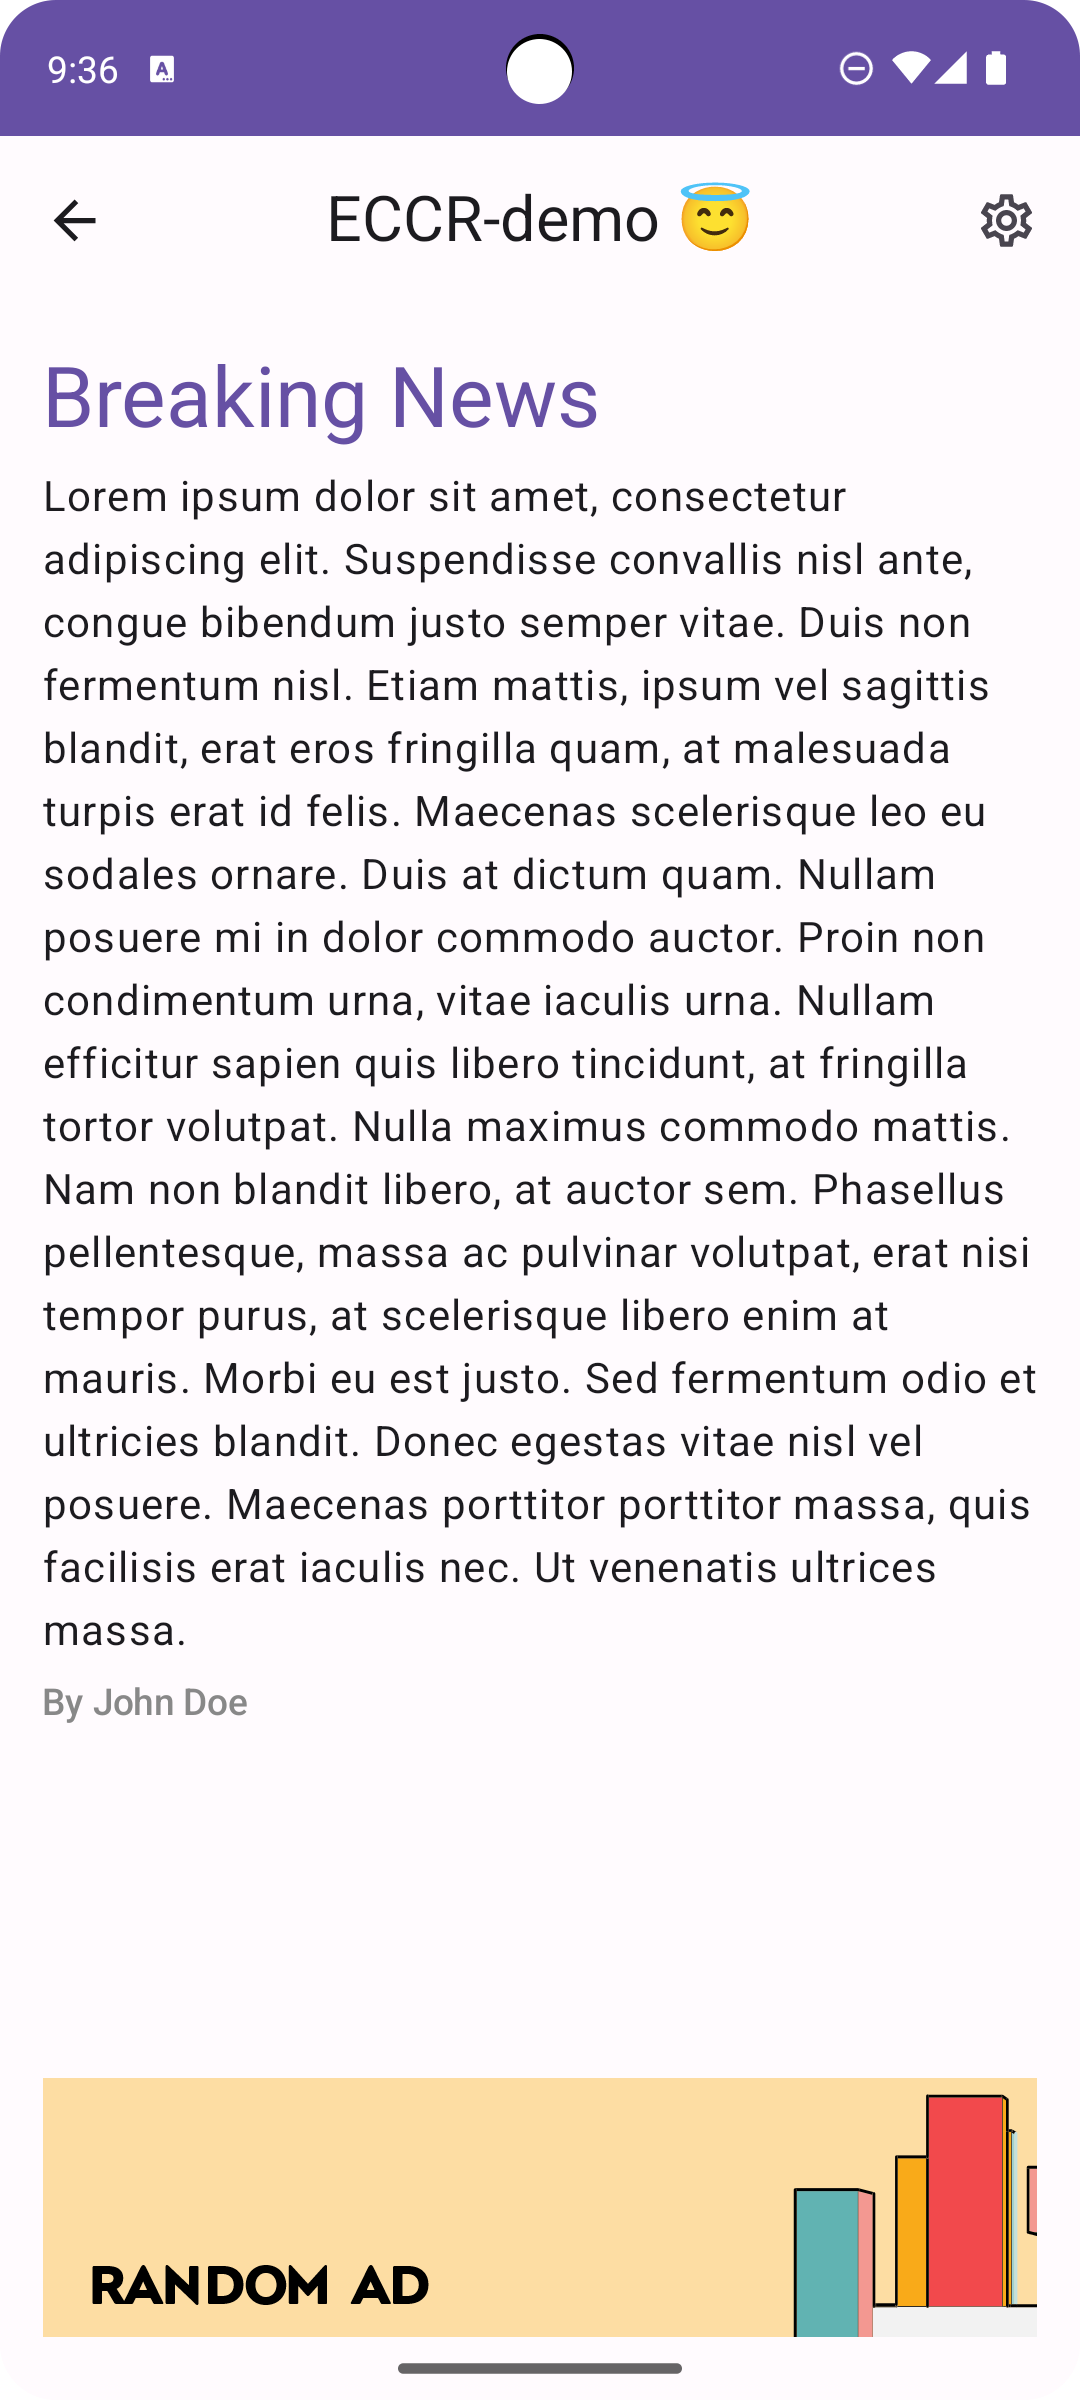 9:36
ECCR-demo 😇
Breaking News
Lorem ipsum dolor sit amet, consectetur
adipiscing elit. Suspendisse convallis nisl ante,
congue bibendum justo semper vitae. Duis non
fermentum nisl. Etiam mattis, ipsum vel sagittis
blandit, erat eros fringilla quam, at malesuada
turpis erat id felis. Maecenas scelerisque leo eu
sodales ornare. Duis at dictum quam. Nullam
posuere mi in dolor commodo auctor. Proin non
condimentum urna, vitae iaculis urna. Nullam
efficitur sapien quis libero tincidunt, at fringilla
tortor volutpat. Nulla maximus commodo mattis.
Nam non blandit libero, at auctor sem. Phasellus
pellentesque, massa ac pulvinar volutpat, erat nisi
tempor purus, at scelerisque libero enim at
mauris. Morbi eu est justo. Sed fermentum odio et
ultricies blandit. Donec egestas vitae nisl vel
posuere. Maecenas porttitor porttitor massa, quis
facilisis erat iaculis nec. Ut venenatis ultrices
massa.
By John Doe
RANDOM AD